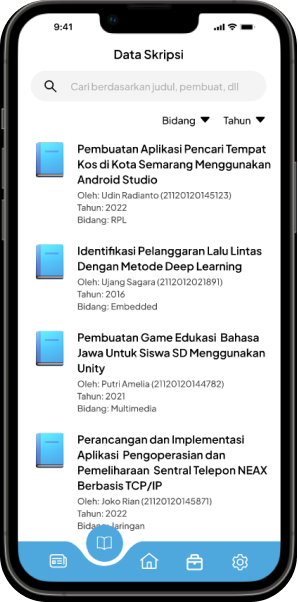 9:41
Data Skripsi
Cari berdasarkan judul, pembuat, dll
Bidang Tahun
Pembuatan Aplikasi Pencari Tempat
Kos di Kota Semarang Menggunakan
Android Studio
Oleh: Udin Radianto (21120120145123)
Tahun: 2022
Bidang: RPL
Identifikasi Pelanggaran Lalu Lintas
Dengan Metode Deep Learning
Oleh: Ujang Sagara (2112012021891)
Tahun: 2016
Bidang: Embedded
Pembuatan Game Edukasi Bahasa
Jawa Untuk Siswa SD Menggunakan
Unity
Oleh: Putri Amelia (21120120144782)
Tahun: 2021
Bidang: Multimedia
Perancangan dan Implementasi
Aplikasi Pengoperasian dan
Pemeliharaan Sentral Telepon NEAX
Berbasis TCP/IP
Oleh: Joko Rian (21120120145871)
Tahun: 2022
Bidang: Jaringan